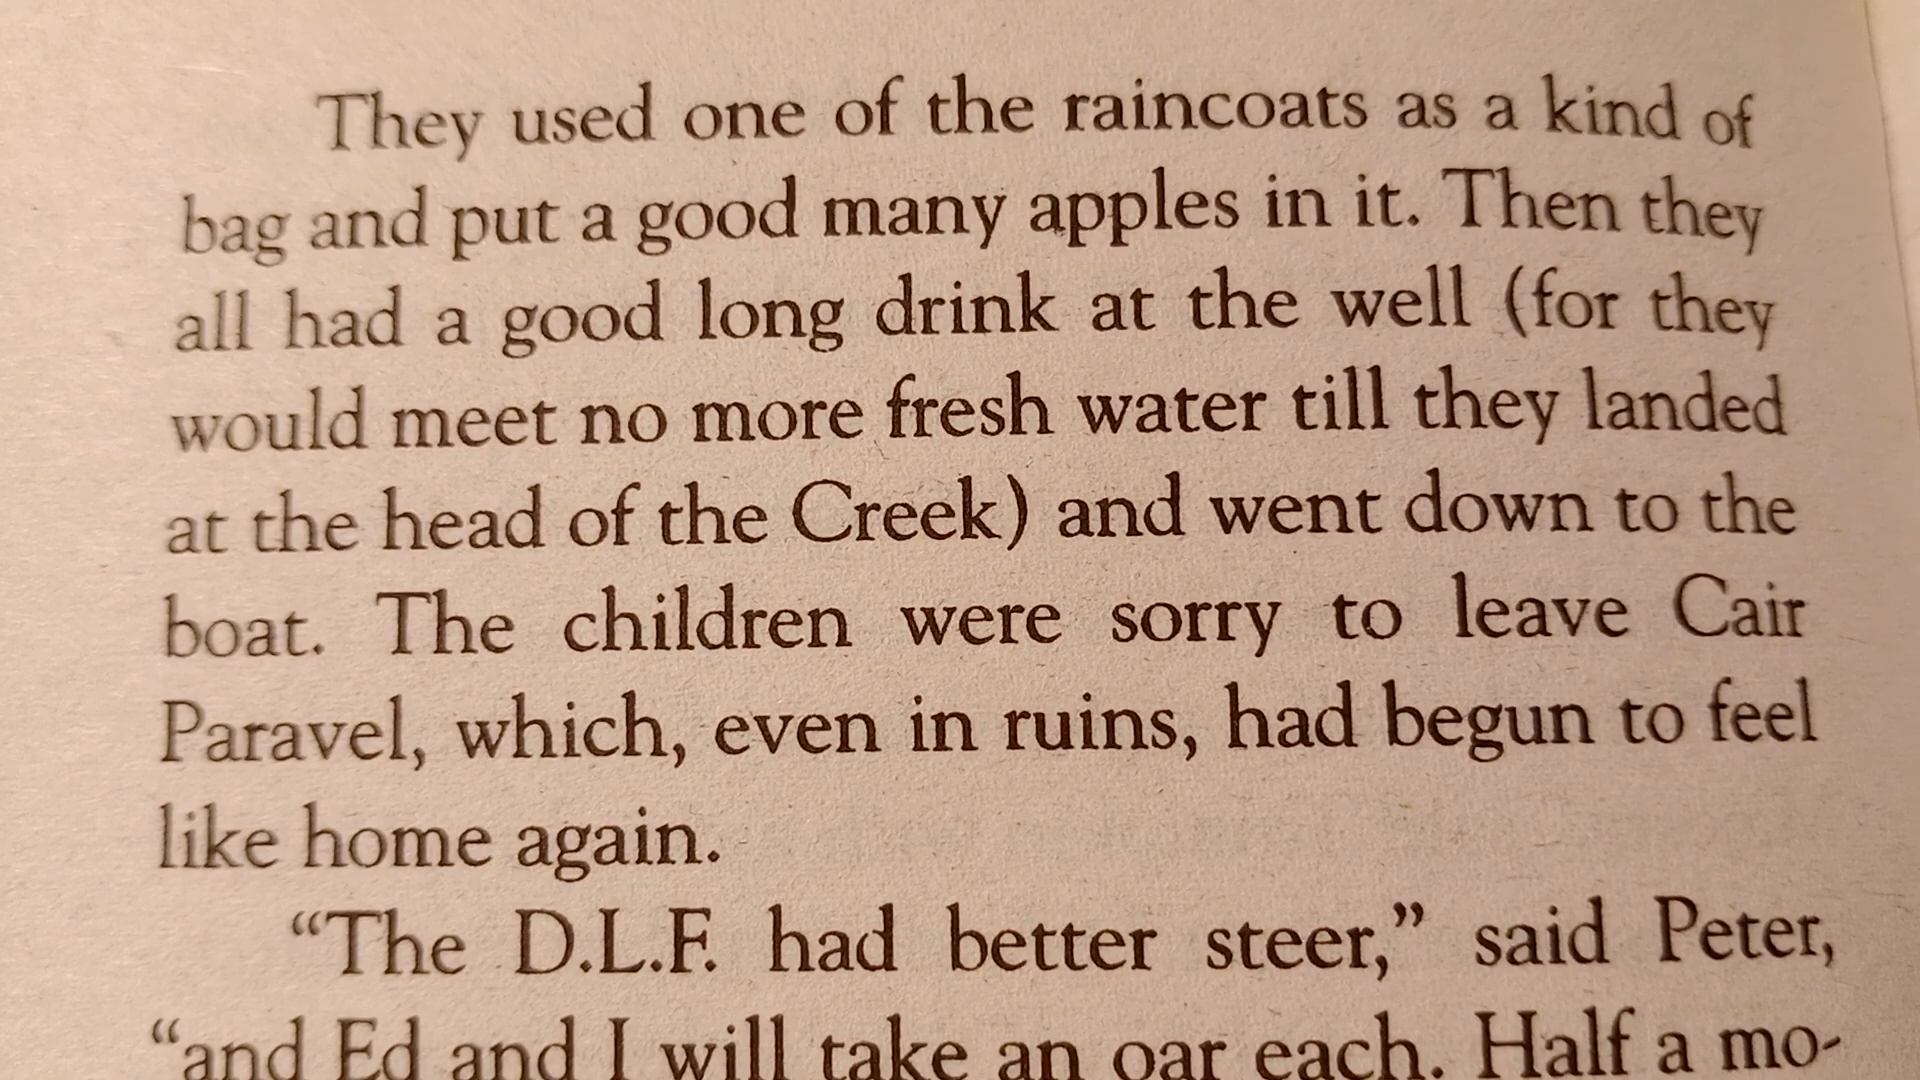 They used one of the raincoats as a kind of
bag and put a good many apples in it. Then they
all had a good long drink at the well (for they
would meet no more fresh water till they landed
at the head of the Creek) and went down to the
boat. The children were sorry to leave Cair
Paravel, which, even in ruins, had begun to feel
like home again.
“The D.L.F. had better steer,” said Peter,
“and Ed and I will take an oar each. Half a mo-